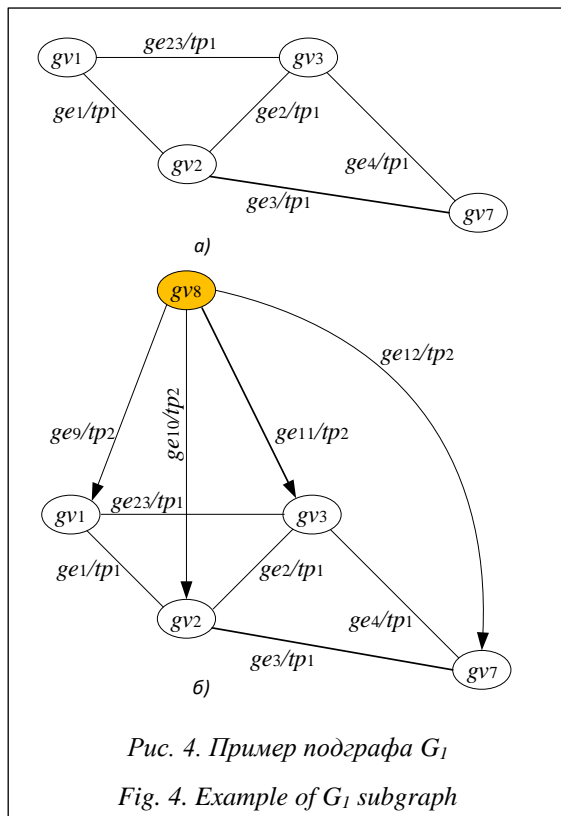 ge23/tp1
gv1
gv3
ge1/tp1
ge2/tp1
gv2
ge4/tp1
ge3/tp1
gv7
а)
gv8
ge12/tp2
ge10/tp2
ge9/tp2
ge11/tp2
ge23/tp1
gv1
gv3
ge1/tp1
ge2/tp1
gv2
ge4/tp1
ge3/tp1
gv7
б)
Рис. 4. Пример подграфа G1
Fig. 4. Example of G1 subgraph